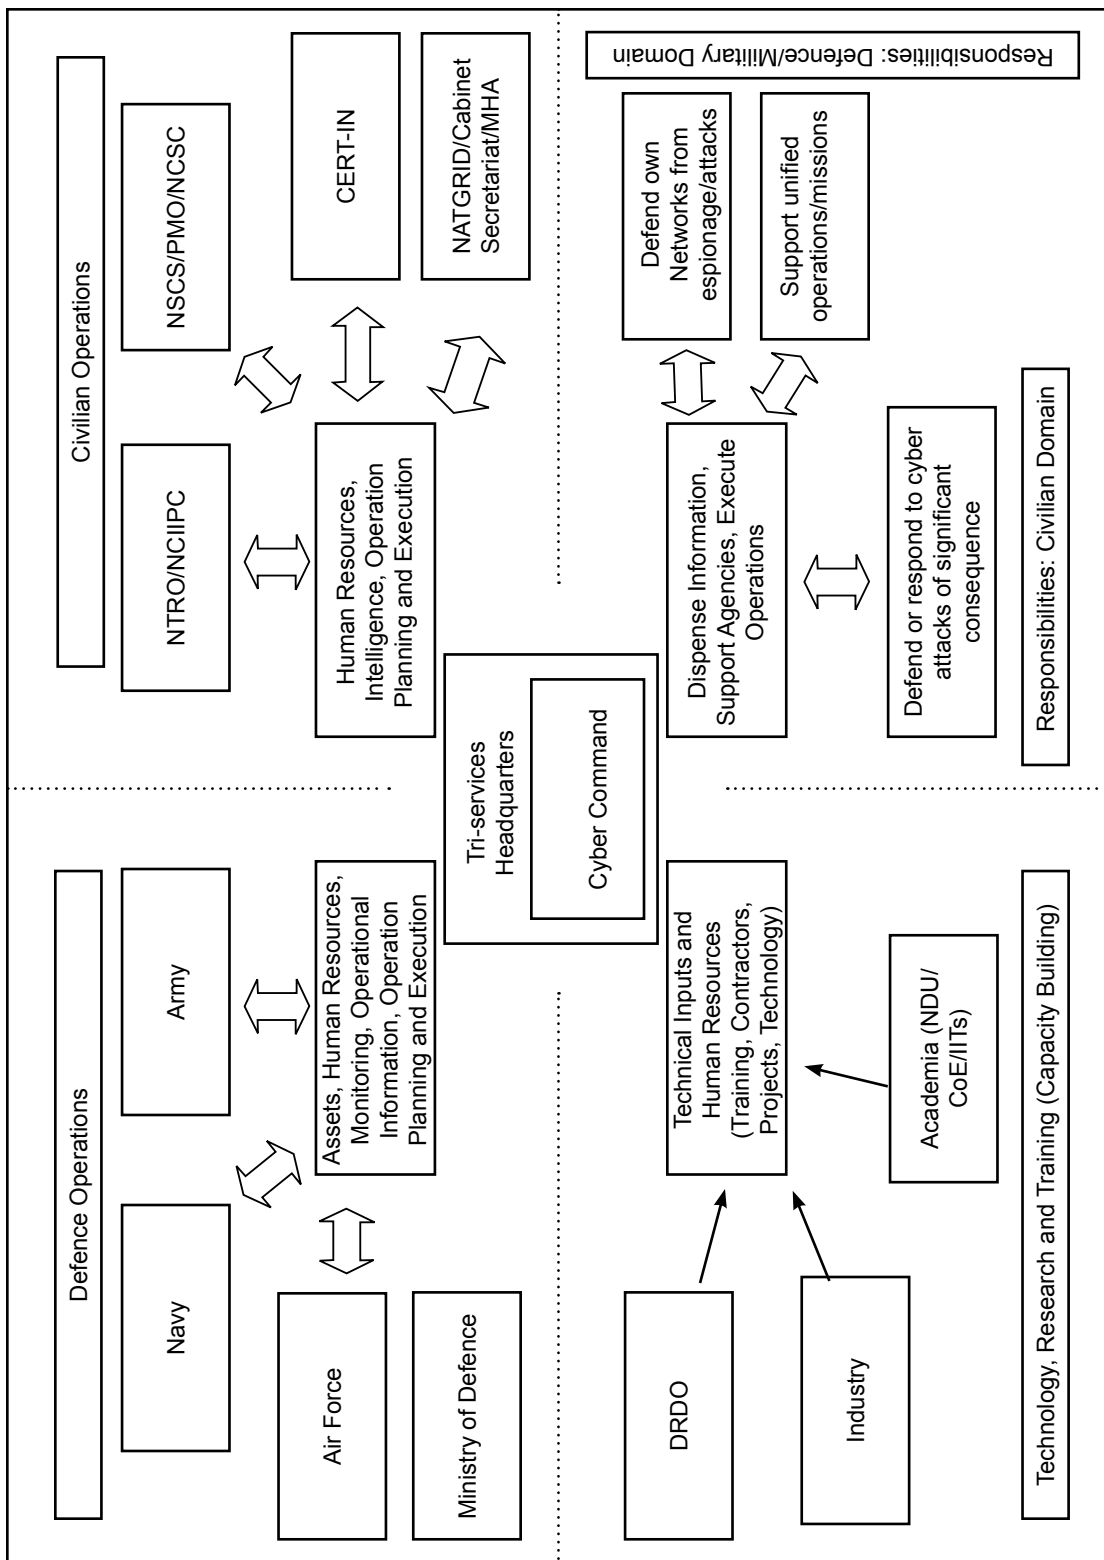 Defence Operations
Navy
Army
Air Force
Ministry of Defence
Assets, Human Resources,
Monitoring, Operational
Information, Operation
Planning and Execution
Civilian Operations
NTRO/NCIIPC
NSCS/PMO/NCSC
CERT-IN
NATGRID/Cabinet
Secretariat/MHA
Human Resources,
Intelligence, Operation
Planning and Execution
Tri-services
Headquarters
Cyber Command
DRDO
Industry
Technical Inputs and
Human Resources
(Training, Contractors,
Projects, Technology)
Academia (NDU/
CoE/IITs)
Technology, Research and Training (Capacity Building)
Dispense Information,
Support Agencies, Execute
Operations
Defend own
Networks from
espionage/attacks
Support unified
operations/missions
Defend or respond to cyber
attacks of significant
consequence
Responsibilities: Civilian Domain
Responsibilities: Defence/Military Domain